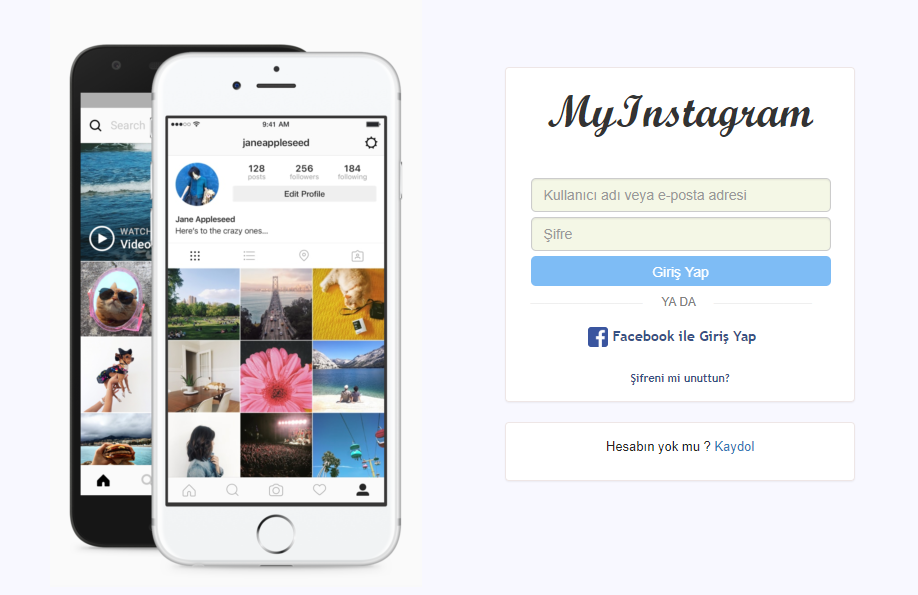 Search
WATCH
Video
9:41 AM
janeappleseed
128 256 184
posts followers following
Edit Profile
Jane Appleseed
Here's to the crazy ones...
MyInstagram
Kullanıcı adı veya e-posta adresi
Şifre
Giriş Yap
YA DA
Facebook ile Giriş Yap
Şifreni mi unuttun?
Hesabın yok mu ? Kaydol